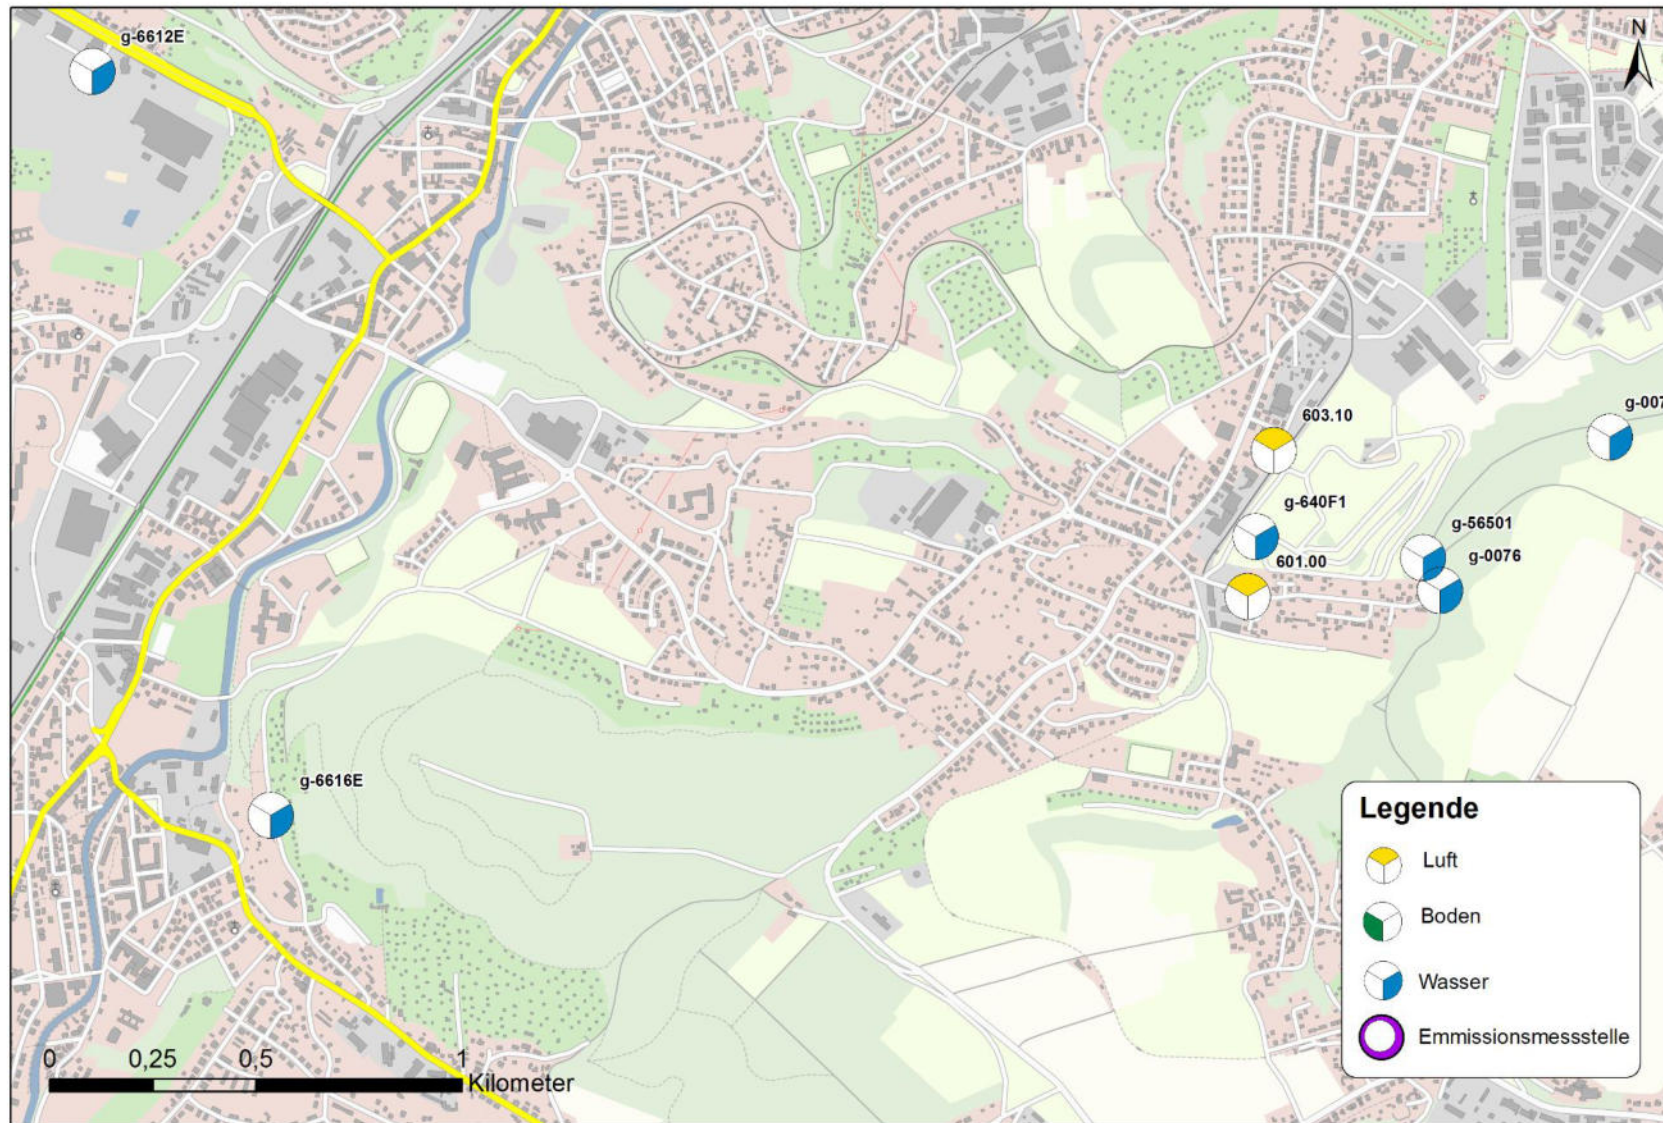 g-6612E
N
603.10
g-007
g-640F1
g-56501
601.00
g-0076
g-6616E
Legende
Luft
Boden
Wasser
Emmissionsmessstelle
0 0,25 0,5 1
Kilometer